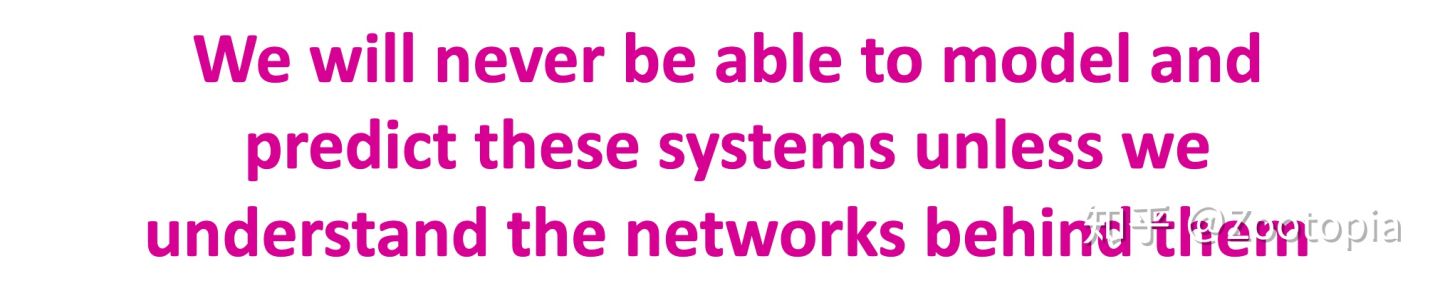 We will never be able to model and
predict these systems unless we
understand the networks behind them
知乎 @Zootopia